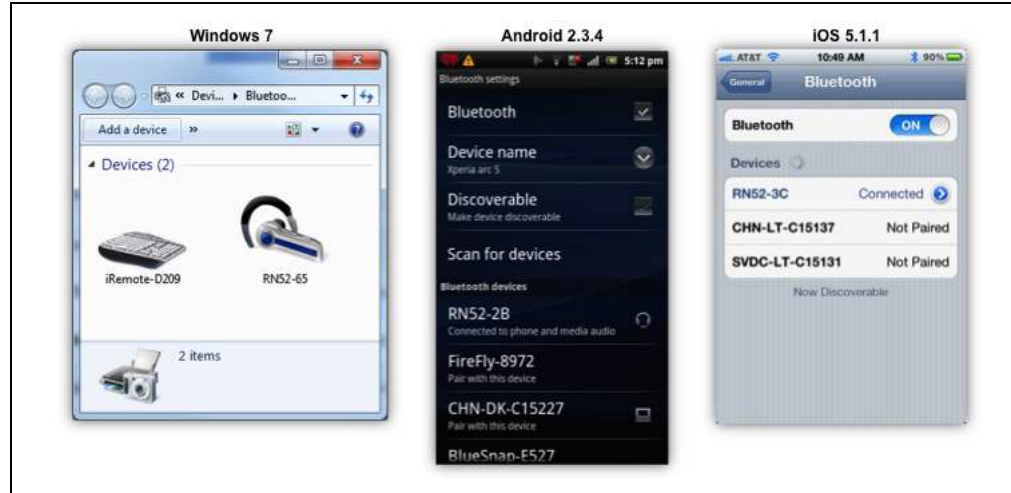 Windows 7
« Devi... ▸ Bluetoo...
Add a device »
Devices (2)
iRemote-D209
RN52-65
2 items
Android 2.3.4
5:12 pm
Bluetooth settings
Bluetooth
Device name
Xperia arc S
Discoverable
Make device discoverable
Scan for devices
Bluetooth devices
RN52-2B
Connected to phone and media audio
FireFly-8972
Pair with this device
CHN-DK-C15227
Pair with this device
BlueSnap-E527
iOS 5.1.1
AT&T 10:49 AM 90%
General Bluetooth
Bluetooth ON
Devices
RN52-3C Connected
CHN-LT-C15137 Not Paired
SVDC-LT-C15131 Not Paired
Now Discoverable